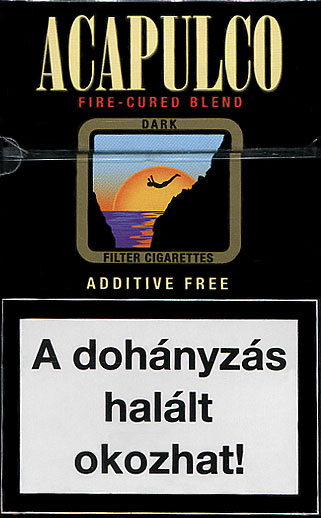 ACAPULCO
FIRE-CURED BLEND
DARK
FILTER CIGARETTES
ADDITIVE FREE
A dohányzás
halált
okozhat!